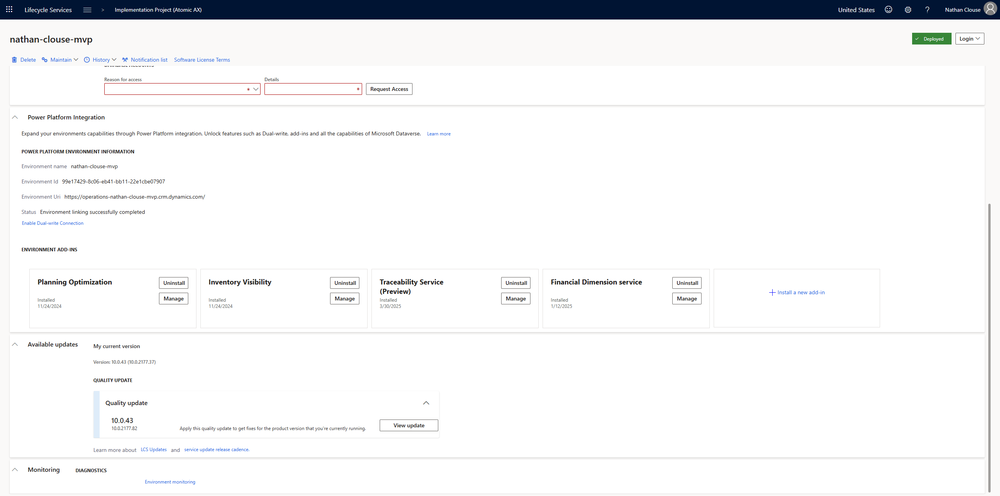 Lifecycle Services > Implementation Project (Atomic AX) United States ? Nathan Clouse
nathan-clouse-mvp
Deployed Login
Delete Maintain History Notification list Software License Terms
DATABASE ACCOUNTS
Reason for access Details
* * Request Access
Power Platform Integration
Expand your environments capabilities through Power Platform integration. Unlock features such as Dual-write, add-ins and all the capabilities of Microsoft Dataverse. Learn more
POWER PLATFORM ENVIRONMENT INFORMATION
Environment name nathan-clouse-mvp
Environment Id 99e17429-8c06-eb41-bb11-22e1cbe07907
Environment Uri https://operations-nathan-clouse-mvp.crm.dynamics.com/
Status Environment linking successfully completed
Enable Dual-write Connection
ENVIRONMENT ADD-INS
Planning Optimization
Uninstall
Manage
Installed
11/24/2024
Inventory Visibility
Uninstall
Manage
Installed
11/24/2024
Traceability Service
(Preview)
Uninstall
Manage
Installed
3/30/2025
Financial Dimension service
Uninstall
Manage
Installed
1/12/2025
Install a new add-in
Available updates
My current version
Version: 10.0.43 (10.0.2177.37)
QUALITY UPDATE
Quality update
10.0.43
10.0.2177.82
Apply this quality update to get fixes for the product version that you're currently running.
View update
Learn more about LCS Updates and service update release cadence.
Monitoring
DIAGNOSTICS
Environment monitoring